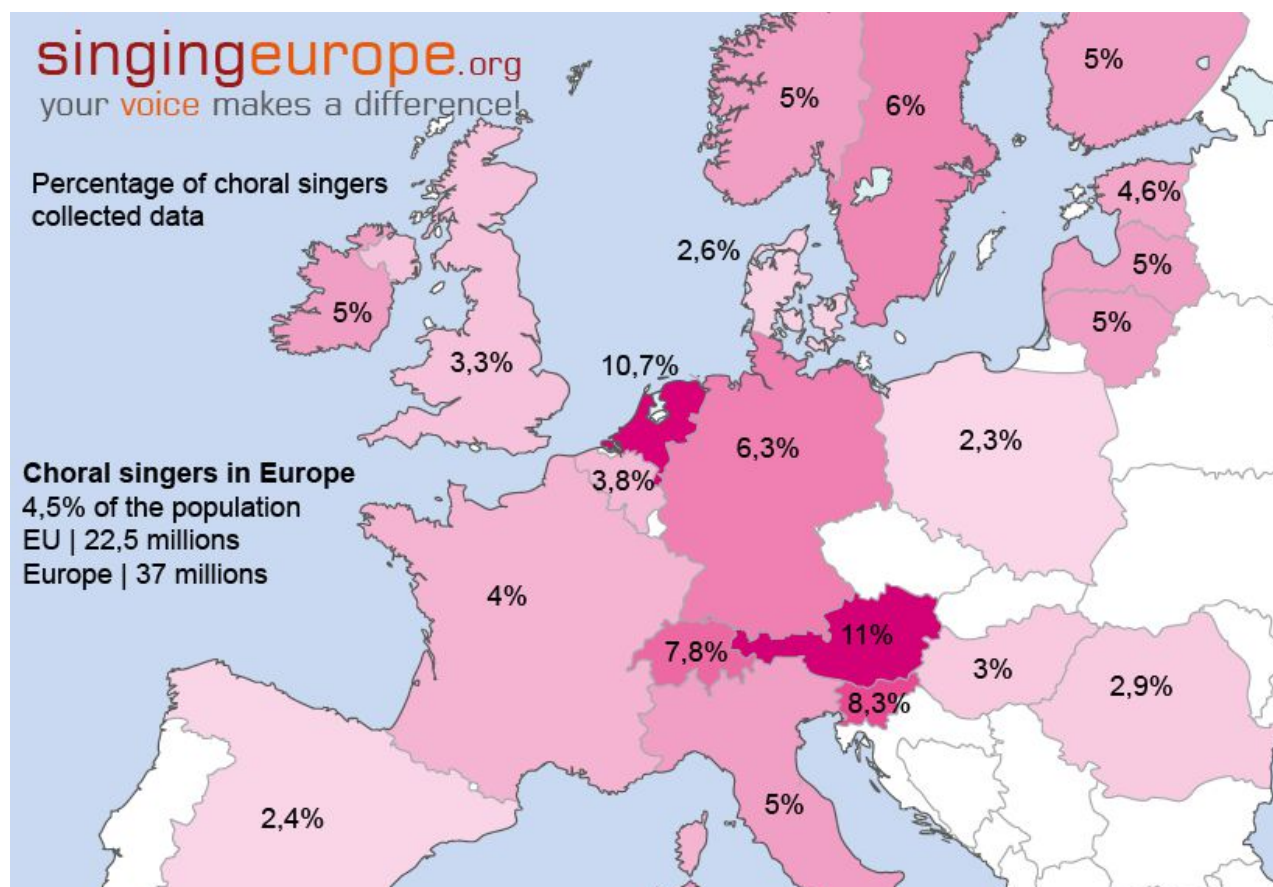 singingeurope.org
your voice makes a difference!
Percentage of choral singers
collected data
5%
6%
5%
4,6%
2,6%
5%
5%
5%
3,3%
10,7%
6,3%
2,3%
3,8%
Choral singers in Europe
4,5% of the population
EU | 22,5 millions
Europe | 37 millions
4%
7,8%
11%
3%
2,9%
8,3%
2,4%
5%